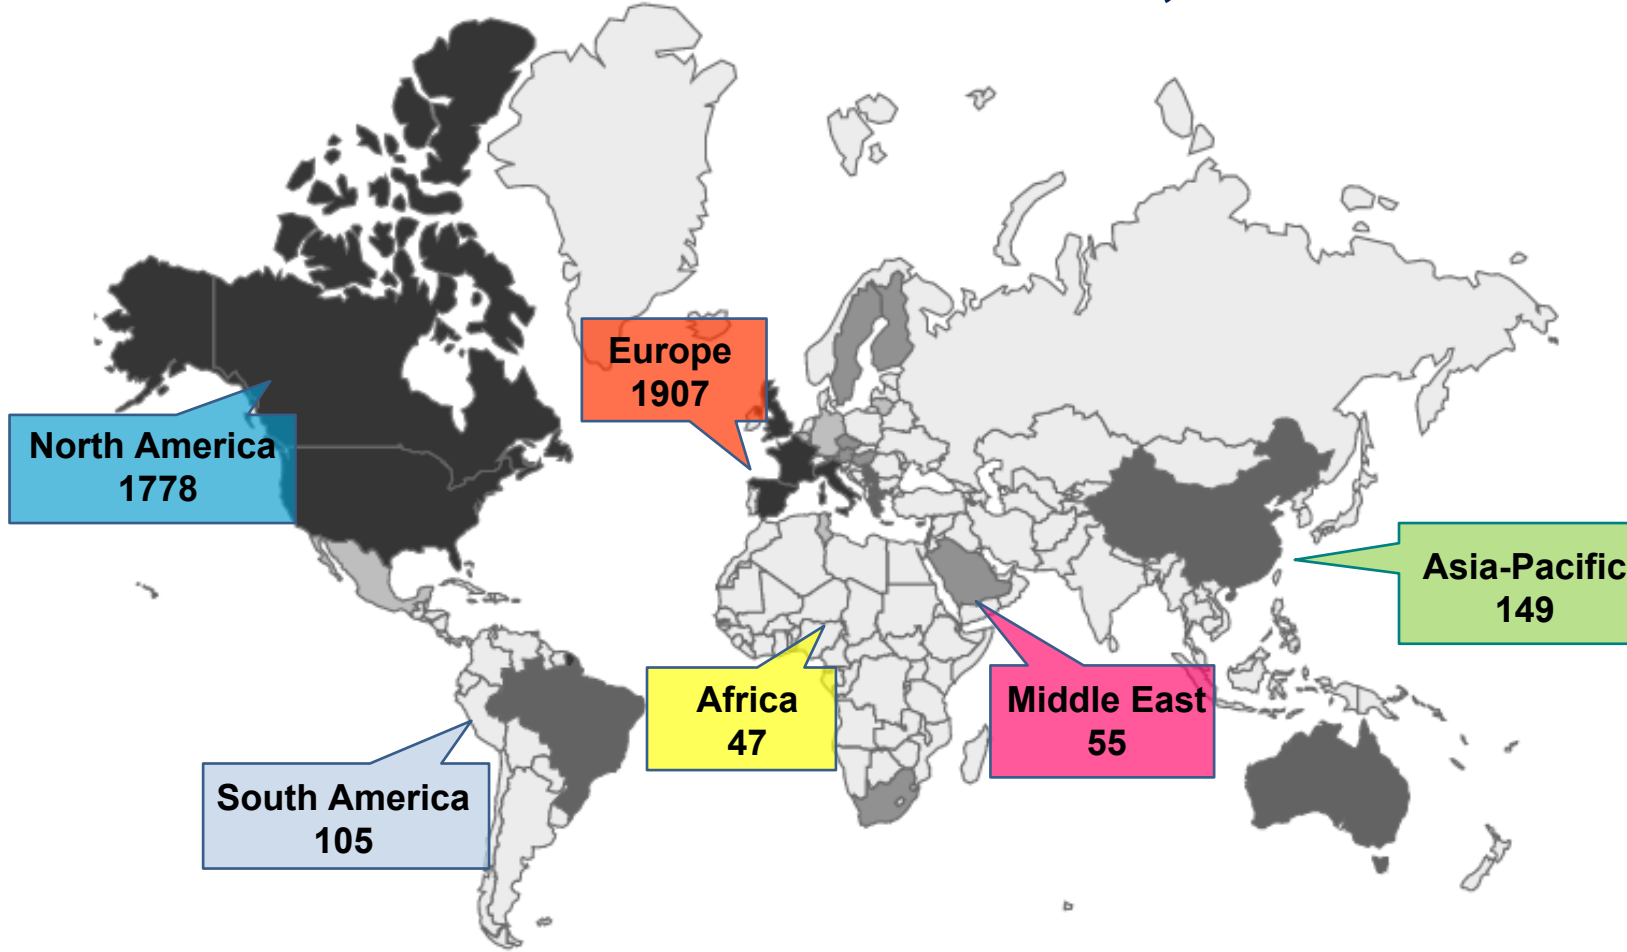 Europe
1907
North America
1778
Asia-Pacific
149
Africa
47
Middle East
55
South America
105